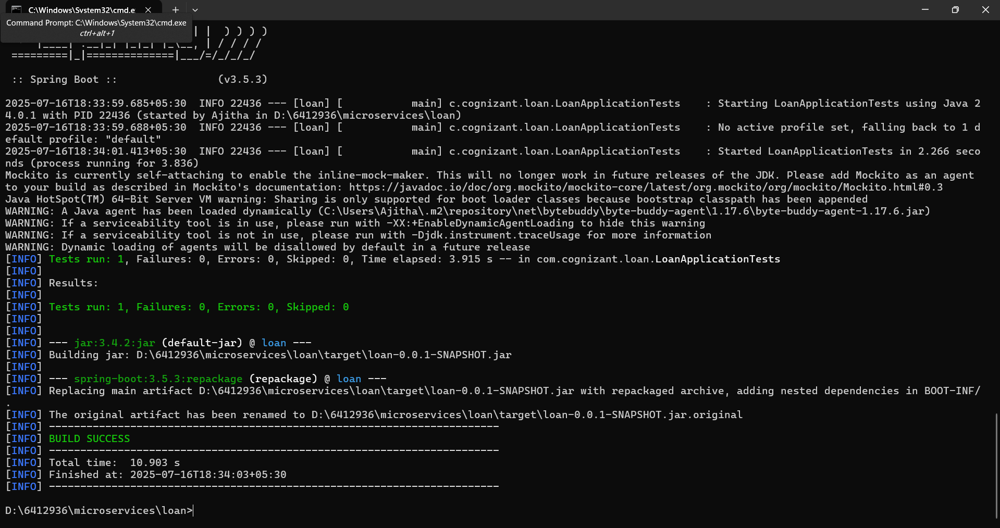 C:\Windows\System32\cmd.e
Command Prompt: C:\Windows\System32\cmd.exe
ctrl+alt+1
| |  ) ) ) )
|____| .__|_| |_|_| |_\__, | / / / /
=========|_|==============|___/=/_/_/_/
:: Spring Boot ::                (v3.5.3)
2025-07-16T18:33:59.685+05:30  INFO 22436 --- [loan] [           main] c.cognizant.loan.LoanApplicationTests    : Starting LoanApplicationTests using Java 2
4.0.1 with PID 22436 (started by Ajitha in D:\6412936\microservices\loan)
2025-07-16T18:33:59.688+05:30  INFO 22436 --- [loan] [           main] c.cognizant.loan.LoanApplicationTests    : No active profile set, falling back to 1 d
efault profile: "default"
2025-07-16T18:34:01.413+05:30  INFO 22436 --- [loan] [           main] c.cognizant.loan.LoanApplicationTests    : Started LoanApplicationTests in 2.266 seco
nds (process running for 3.836)
Mockito is currently self-attaching to enable the inline-mock-maker. This will no longer work in future releases of the JDK. Please add Mockito as an agent
to your build as described in Mockito's documentation: https://javadoc.io/doc/org.mockito/mockito-core/latest/org.mockito/org/mockito/Mockito.html#0.3
Java HotSpot(TM) 64-Bit Server VM warning: Sharing is only supported for boot loader classes because bootstrap classpath has been appended
WARNING: A Java agent has been loaded dynamically (C:\Users\Ajitha\.m2\repository\net\bytebuddy\byte-buddy-agent\1.17.6\byte-buddy-agent-1.17.6.jar)
WARNING: If a serviceability tool is in use, please run with -XX:+EnableDynamicAgentLoading to hide this warning
WARNING: If a serviceability tool is not in use, please run with -Djdk.instrument.traceUsage for more information
WARNING: Dynamic loading of agents will be disallowed by default in a future release
[INFO] Tests run: 1, Failures: 0, Errors: 0, Skipped: 0, Time elapsed: 3.915 s -- in com.cognizant.loan.LoanApplicationTests
[INFO]
[INFO] Results:
[INFO]
[INFO] Tests run: 1, Failures: 0, Errors: 0, Skipped: 0
[INFO]
[INFO]
[INFO] --- jar:3.4.2:jar (default-jar) @ loan ---
[INFO] Building jar: D:\6412936\microservices\loan\target\loan-0.0.1-SNAPSHOT.jar
[INFO]
[INFO] --- spring-boot:3.5.3:repackage (repackage) @ loan ---
[INFO] Replacing main artifact D:\6412936\microservices\loan\target\loan-0.0.1-SNAPSHOT.jar with repackaged archive, adding nested dependencies in BOOT-INF/
.
[INFO] The original artifact has been renamed to D:\6412936\microservices\loan\target\loan-0.0.1-SNAPSHOT.jar.original
[INFO] ------------------------------------------------------------------------
[INFO] BUILD SUCCESS
[INFO] ------------------------------------------------------------------------
[INFO] Total time:  10.903 s
[INFO] Finished at: 2025-07-16T18:34:03+05:30
[INFO] ------------------------------------------------------------------------
D:\6412936\microservices\loan>